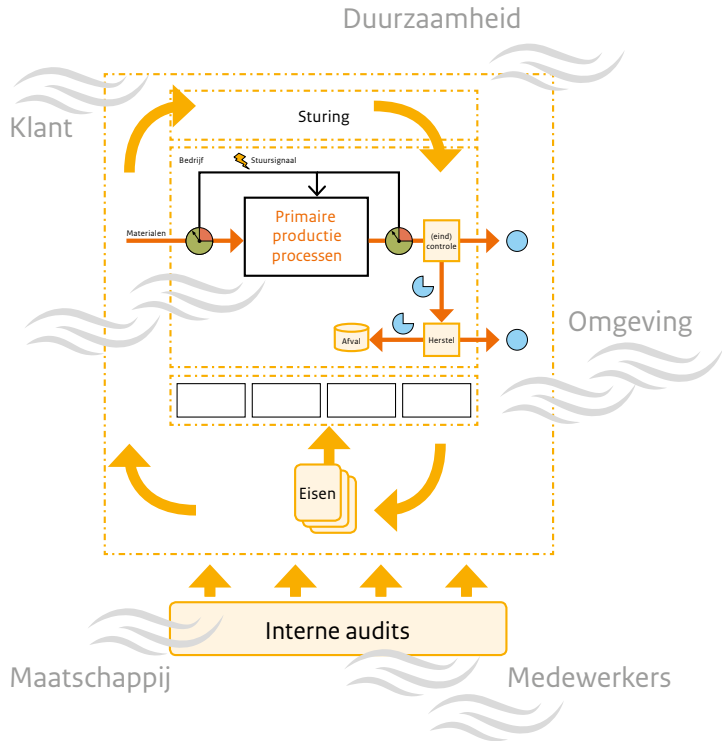 Duurzaamheid
Klant
Sturing
Bedrijf
Stuursignaal
Materialen
Primaire
productie
processen
(eind)
controle
Omgeving
Afval
Herstel
Eisen
Interne audits
Maatschappij
Medewerkers